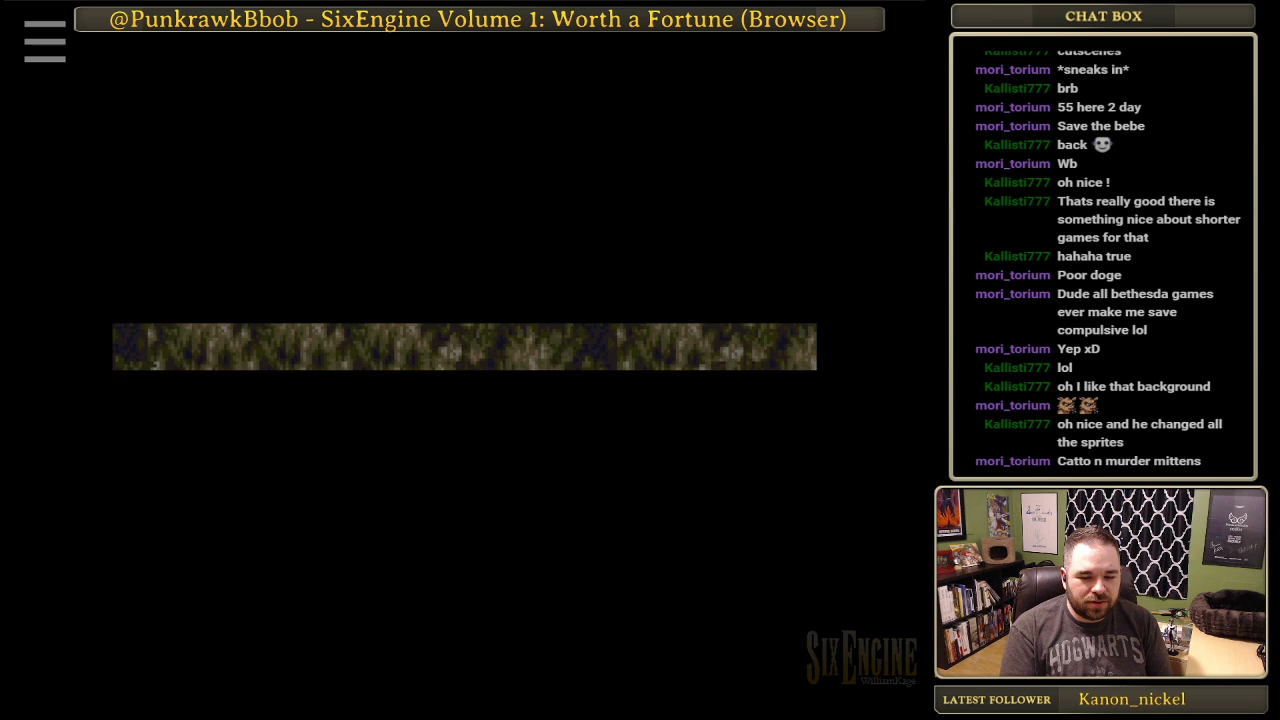 @PunkrawkBbob - SixEngine Volume 1: Worth a Fortune (Browser)
CHAT BOX
Kallisti777 cutscenes
mori_torium *sneaks in*
Kallisti777 brb
mori_torium 55 here 2 day
mori_torium Save the bebe
Kallisti777 back
mori_torium Wb
Kallisti777 oh nice !
Kallisti777 Thats really good there is
something nice about shorter
games for that
Kallisti777 hahaha true
mori_torium Poor doge
mori_torium Dude all bethesda games
ever make me save
compulsive lol
mori_torium Yep xD
Kallisti777 lol
Kallisti777 oh I like that background
mori_torium
Kallisti777 oh nice and he changed all
the sprites
mori_torium Catto n murder mittens
SIXENGINE
WilliamKage
HOGWARTS
LATEST FOLLOWER Kanon_nickel